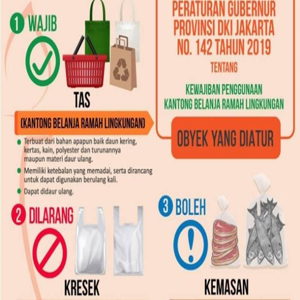 1 WAJIB
TAS
(KANTONG BELANJA RAMAH LINGKUNGAN)
• Terbuat dari bahan apapun baik daun kering,
kertas, kain, polyester dan turunannya
maupun materi daur ulang.
• Memiliki ketebalan yang memadai, serta dirancang
untuk dapat digunakan berulang kali.
• Dapat didaur ulang.
PERATURAN GUBERNUR
PROVINSI DKI JAKARTA
NO. 142 TAHUN 2019
TENTANG
KEWAJIBAN PENGGUNAAN
KANTONG BELANJA RAMAH LINGKUNGAN
OBYEK YANG DIATUR
2 DILARANG
KRESEK
3 BOLEH
KEMASAN